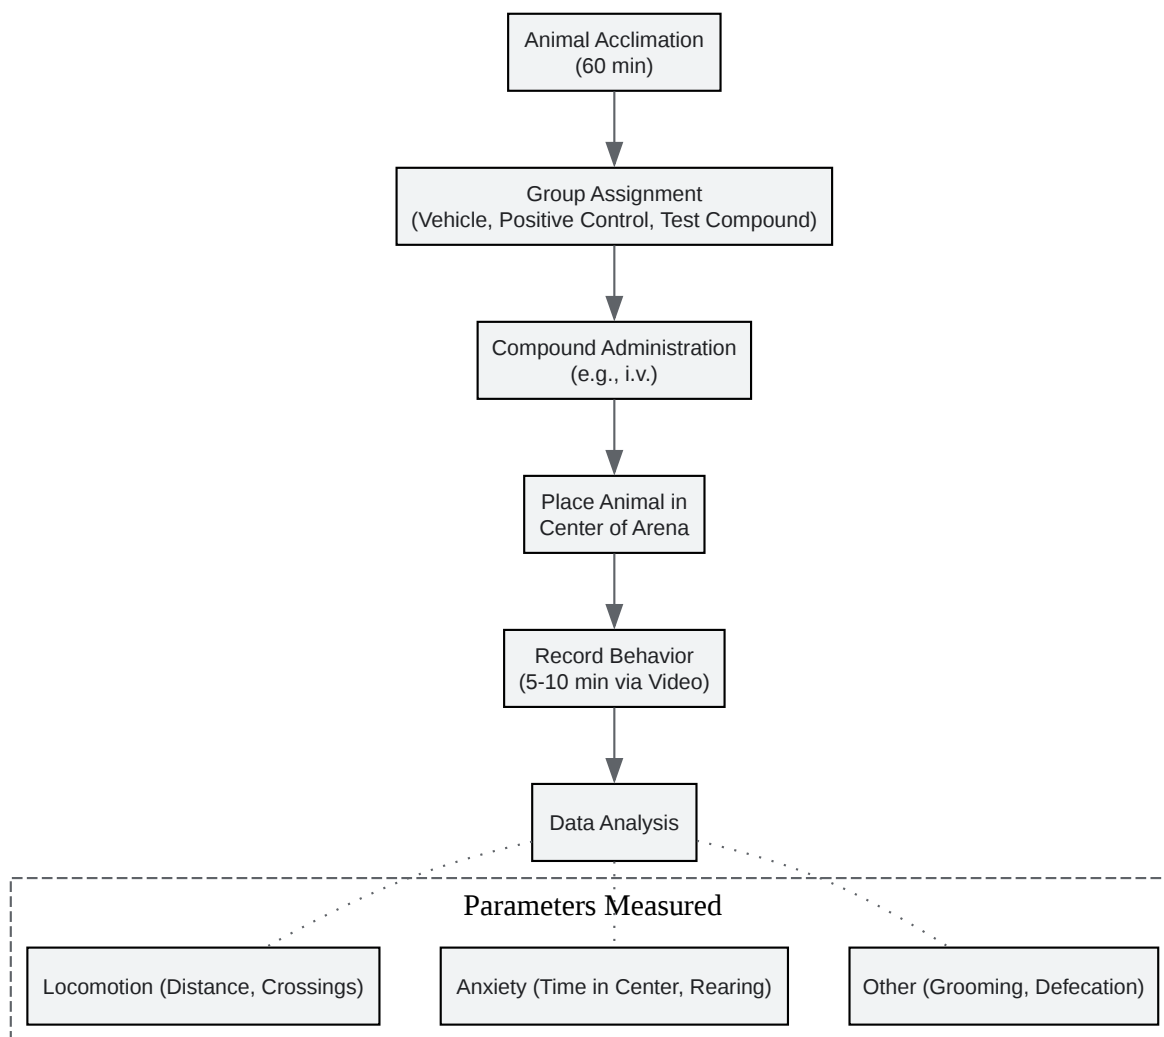 Animal Acclimation
(60 min)
Group Assignment
(Vehicle, Positive Control, Test Compound)
Compound Administration
(e.g., i.v.)
Place Animal in
Center of Arena
Record Behavior
(5-10 min via Video)
Data Analysis
Parameters Measured
Locomotion (Distance, Crossings)
Anxiety (Time in Center, Rearing)
Other (Grooming, Defecation)